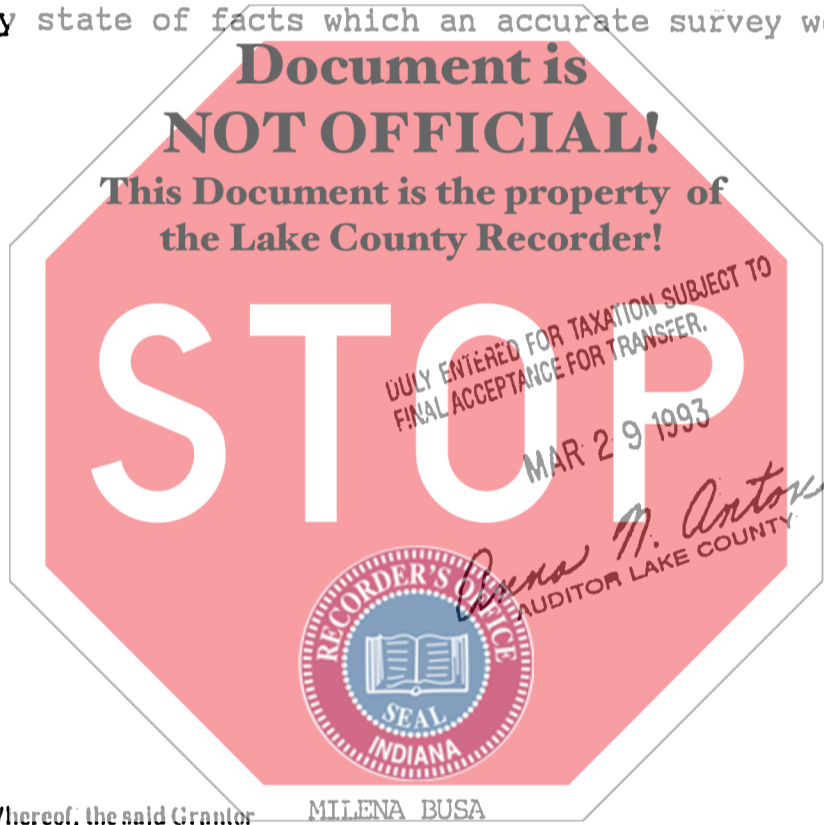 y state of facts which an accurate survey w
Document is
NOT OFFICIAL!
This Document is the property of
the Lake County Recorder!
STOP
DULY ENTERED FOR TAXATION SUBJECT TO
FINAL ACCEPTANCE FOR TRANSFER.
MAR 29 1993
Anna N. Anton
AUDITOR LAKE COUNTY
RECORDER'S OFFICE
SEAL
INDIANA
Whereof, the said Grantor MILENA BUSA